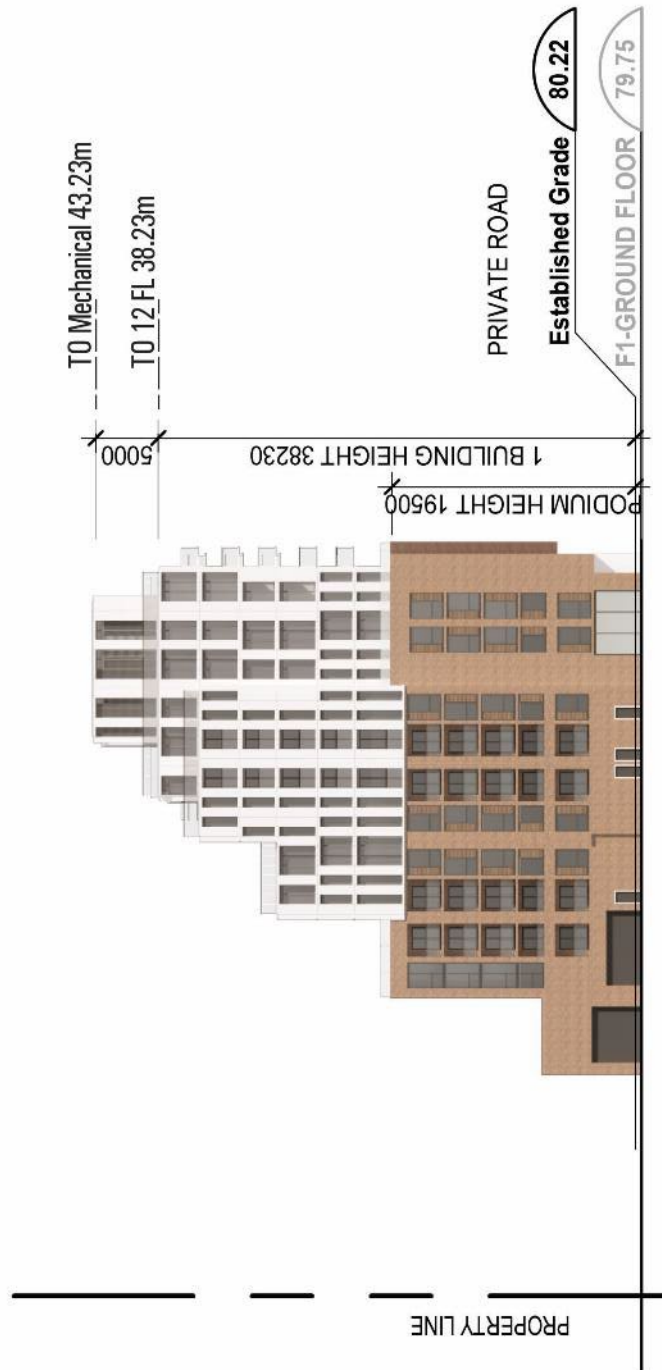 TO Mechanical 43.23m
TO 12 FL 38.23m
5000
1 BUILDING HEIGHT 38230
PODIUM HEIGHT 19500
PRIVATE ROAD
Established Grade 80.22
F1-GROUND FLOOR 79.75
PROPERTY LINE